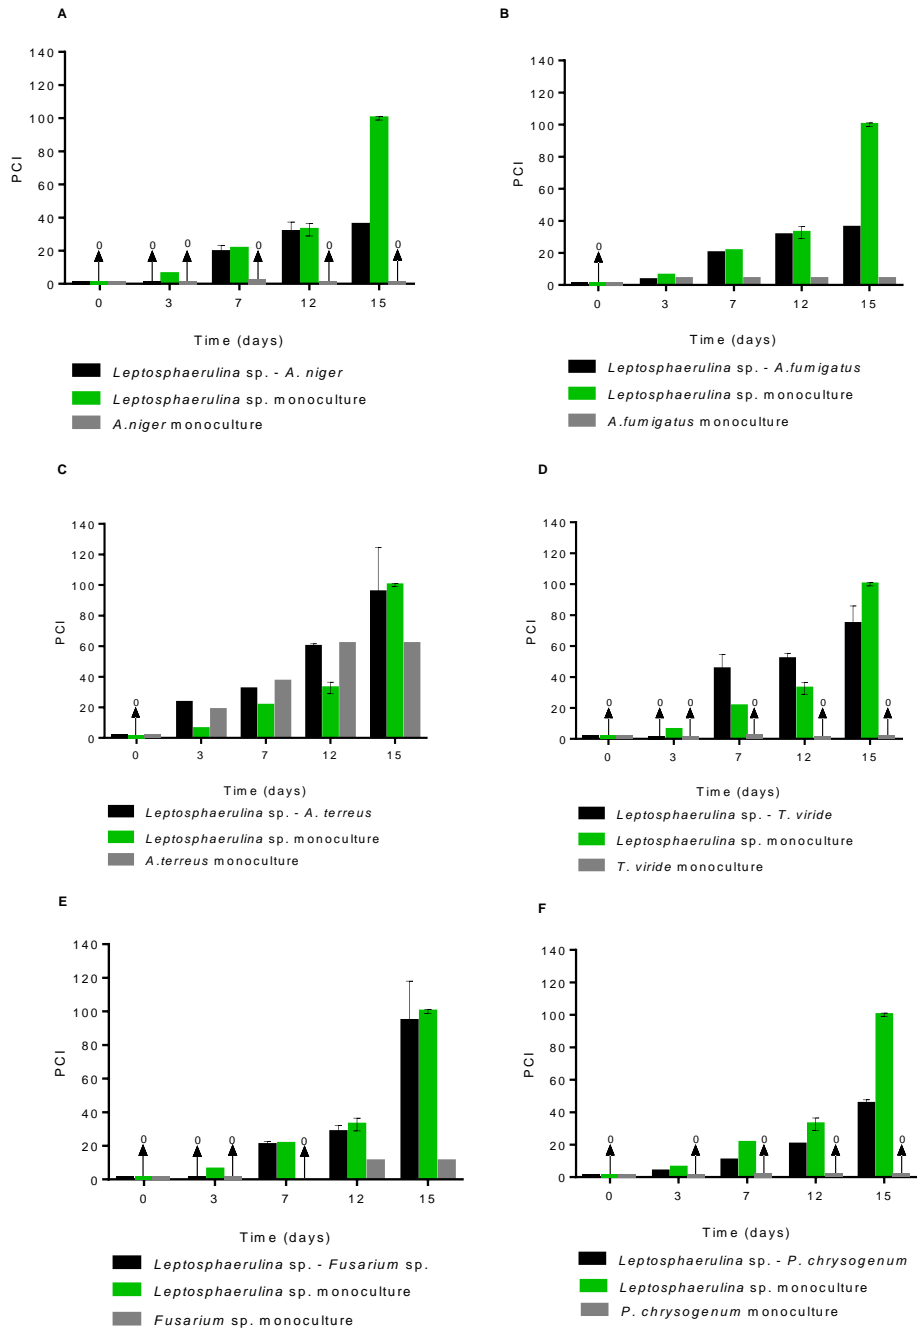 A
140
120
100
80
60
40
20
0
PCI
0 0 0 0 0 0
0 3 7 12 15
Time (days)
Leptosphaerulina sp. - A. niger
Leptosphaerulina sp. monoculture
A.niger monoculture
B
140
120
100
80
60
40
20
0
PCI
0
0 3 7 12 15
Time (days)
Leptosphaerulina sp. - A.fumigatus
Leptosphaerulina sp. monoculture
A.fumigatus monoculture
C
140
120
100
80
60
40
20
0
PCI
0
0 3 7 12 15
Time (days)
Leptosphaerulina sp. - A. terreus
Leptosphaerulina sp. monoculture
A.terreus monoculture
D
140
120
100
80
60
40
20
0
PCI
0 0 0 0 0 0
0 3 7 12 15
Time (days)
Leptosphaerulina sp. - T. viride
Leptosphaerulina sp. monoculture
T. viride monoculture
E
140
120
100
80
60
40
20
0
PCI
0 0 0 0
0 3 7 12 15
Time (days)
Leptosphaerulina sp. - Fusarium sp.
Leptosphaerulina sp. monoculture
Fusarium sp. monoculture
F
140
120
100
80
60
40
20
0
PCI
0 0 0 0 0
0 3 7 12 15
Time (days)
Leptosphaerulina sp. - P. chrysogenum
Leptosphaerulina sp. monoculture
P. chrysogenum monoculture